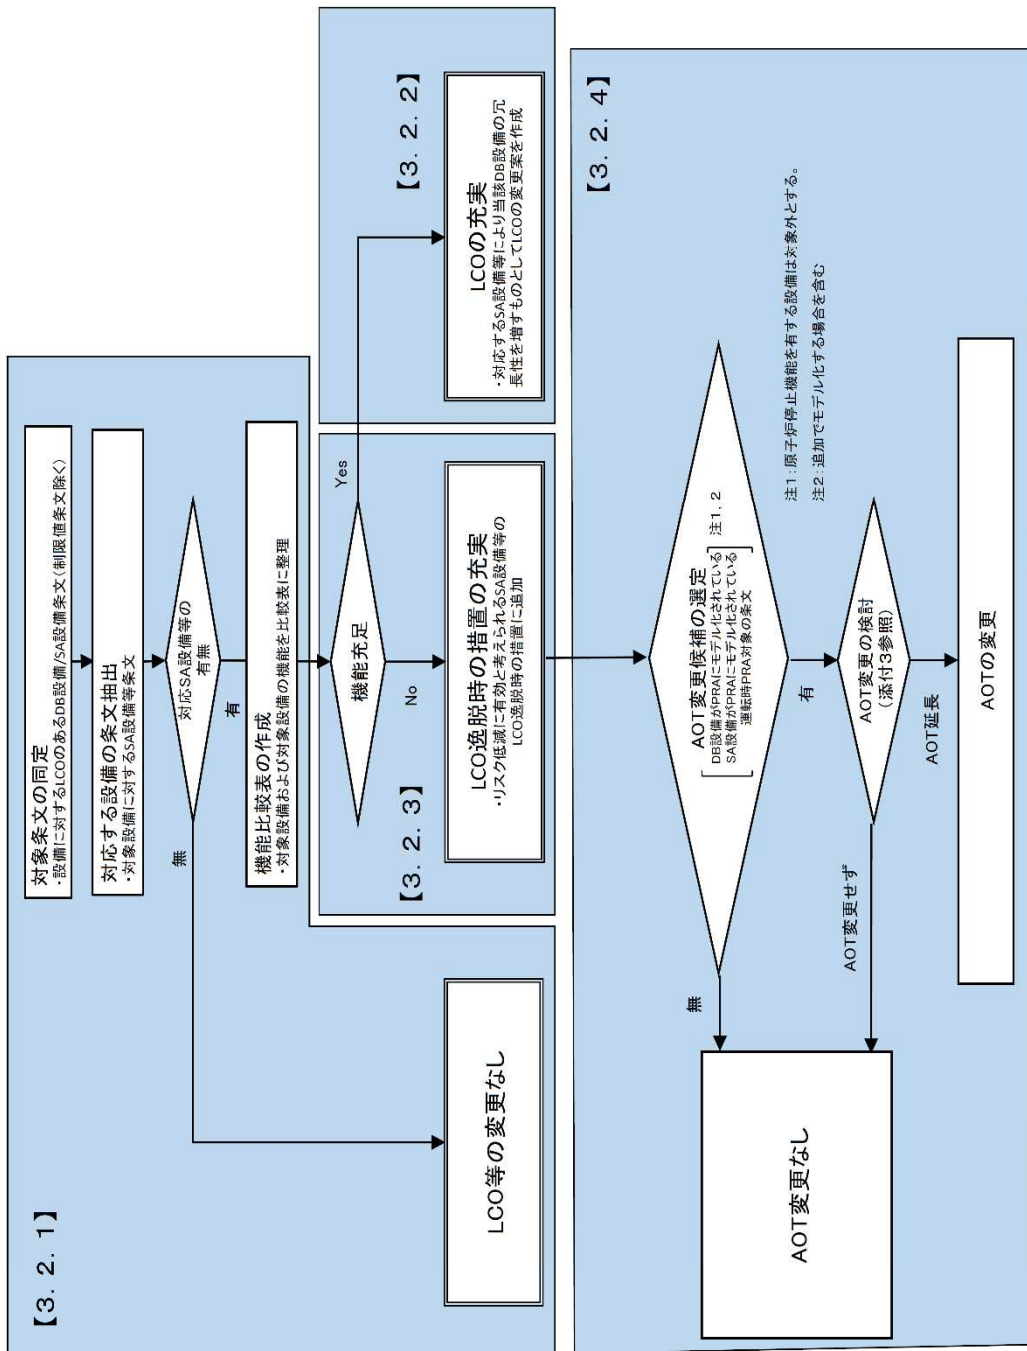 【3.2.1】
対象条文の同定
・設備に対するLCOのあるDB設備/SA設備条文(制限値条文除く)
対応する設備の条文抽出
・対象設備に対するSA設備等条文
対応SA設備等の
有無
無
有
機能比較表の作成
・対象設備および対象設備の機能を比較表に整理
LCO等の変更なし
機能充足
Yes
No
【3.2.2】
LCOの充実
・対応するSA設備等により当該DB設備の冗
長性を増すものとしてLCOの変更案を作成
【3.2.3】
LCO逸脱時の措置の充実
・リスク低減に有効と考えられるSA設備等の
LCO逸脱時の措置に追加
【3.2.4】
AOT変更候補の選定
DB設備がPRAにモデル化されている
SA設備がPRAにモデル化されている
運転時PRA対象の条文
注1，2
無
有
注1：原子炉停止機能を有する設備は対象外とする。
注2：追加でモデル化する場合を含む
AOT変更の検討
(添付3参照)
AOT変更せず
AOT延長
AOT変更なし
AOTの変更